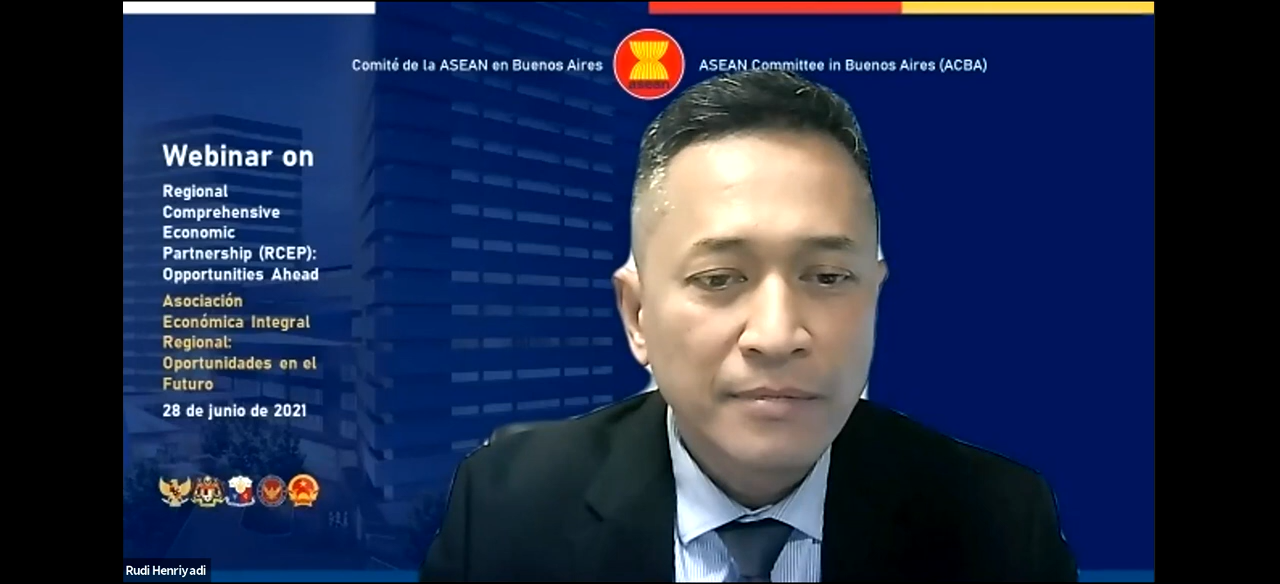 Comité de la ASEAN en Buenos Aires
asean
ASEAN Committee in Buenos Aires (ACBA)
Webinar on
Regional
Comprehensive
Economic
Partnership (RCEP):
Opportunities Ahead
Asociación
Económica Integral
Regional:
Oportunidades en el
Futuro
28 de junio de 2021
Rudi Henriyadi